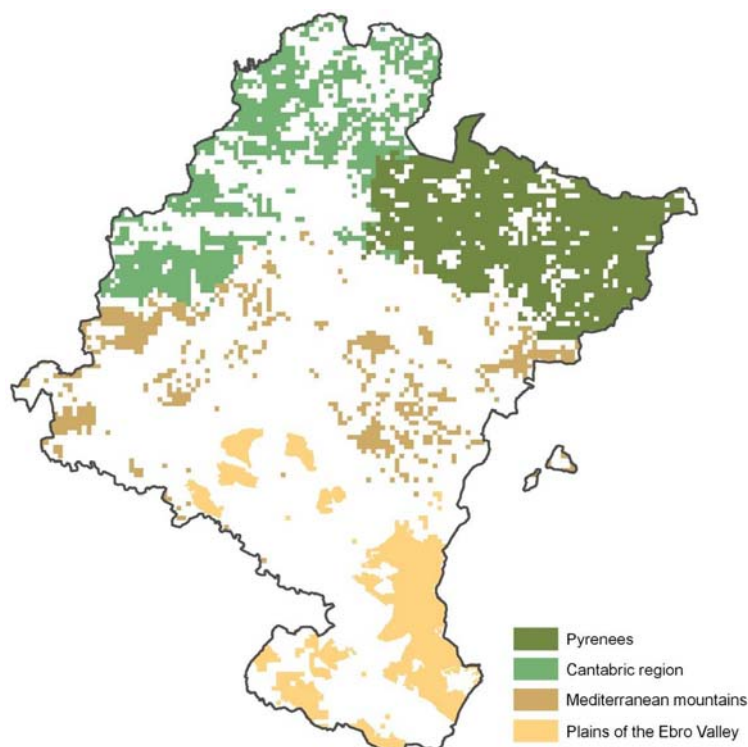 Pyrenees
Cantabric region
Mediterranean mountains
Plains of the Ebro Valley